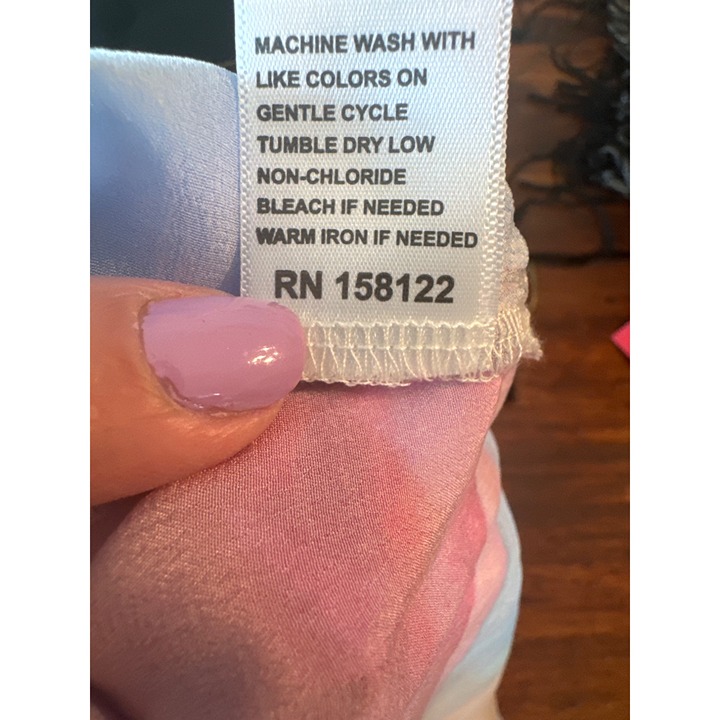 MACHINE WASH WITH
LIKE COLORS ON
GENTLE CYCLE
TUMBLE DRY LOW
NON-CHLORIDE
BLEACH IF NEEDED
WARM IRON IF NEEDED
RN 158122